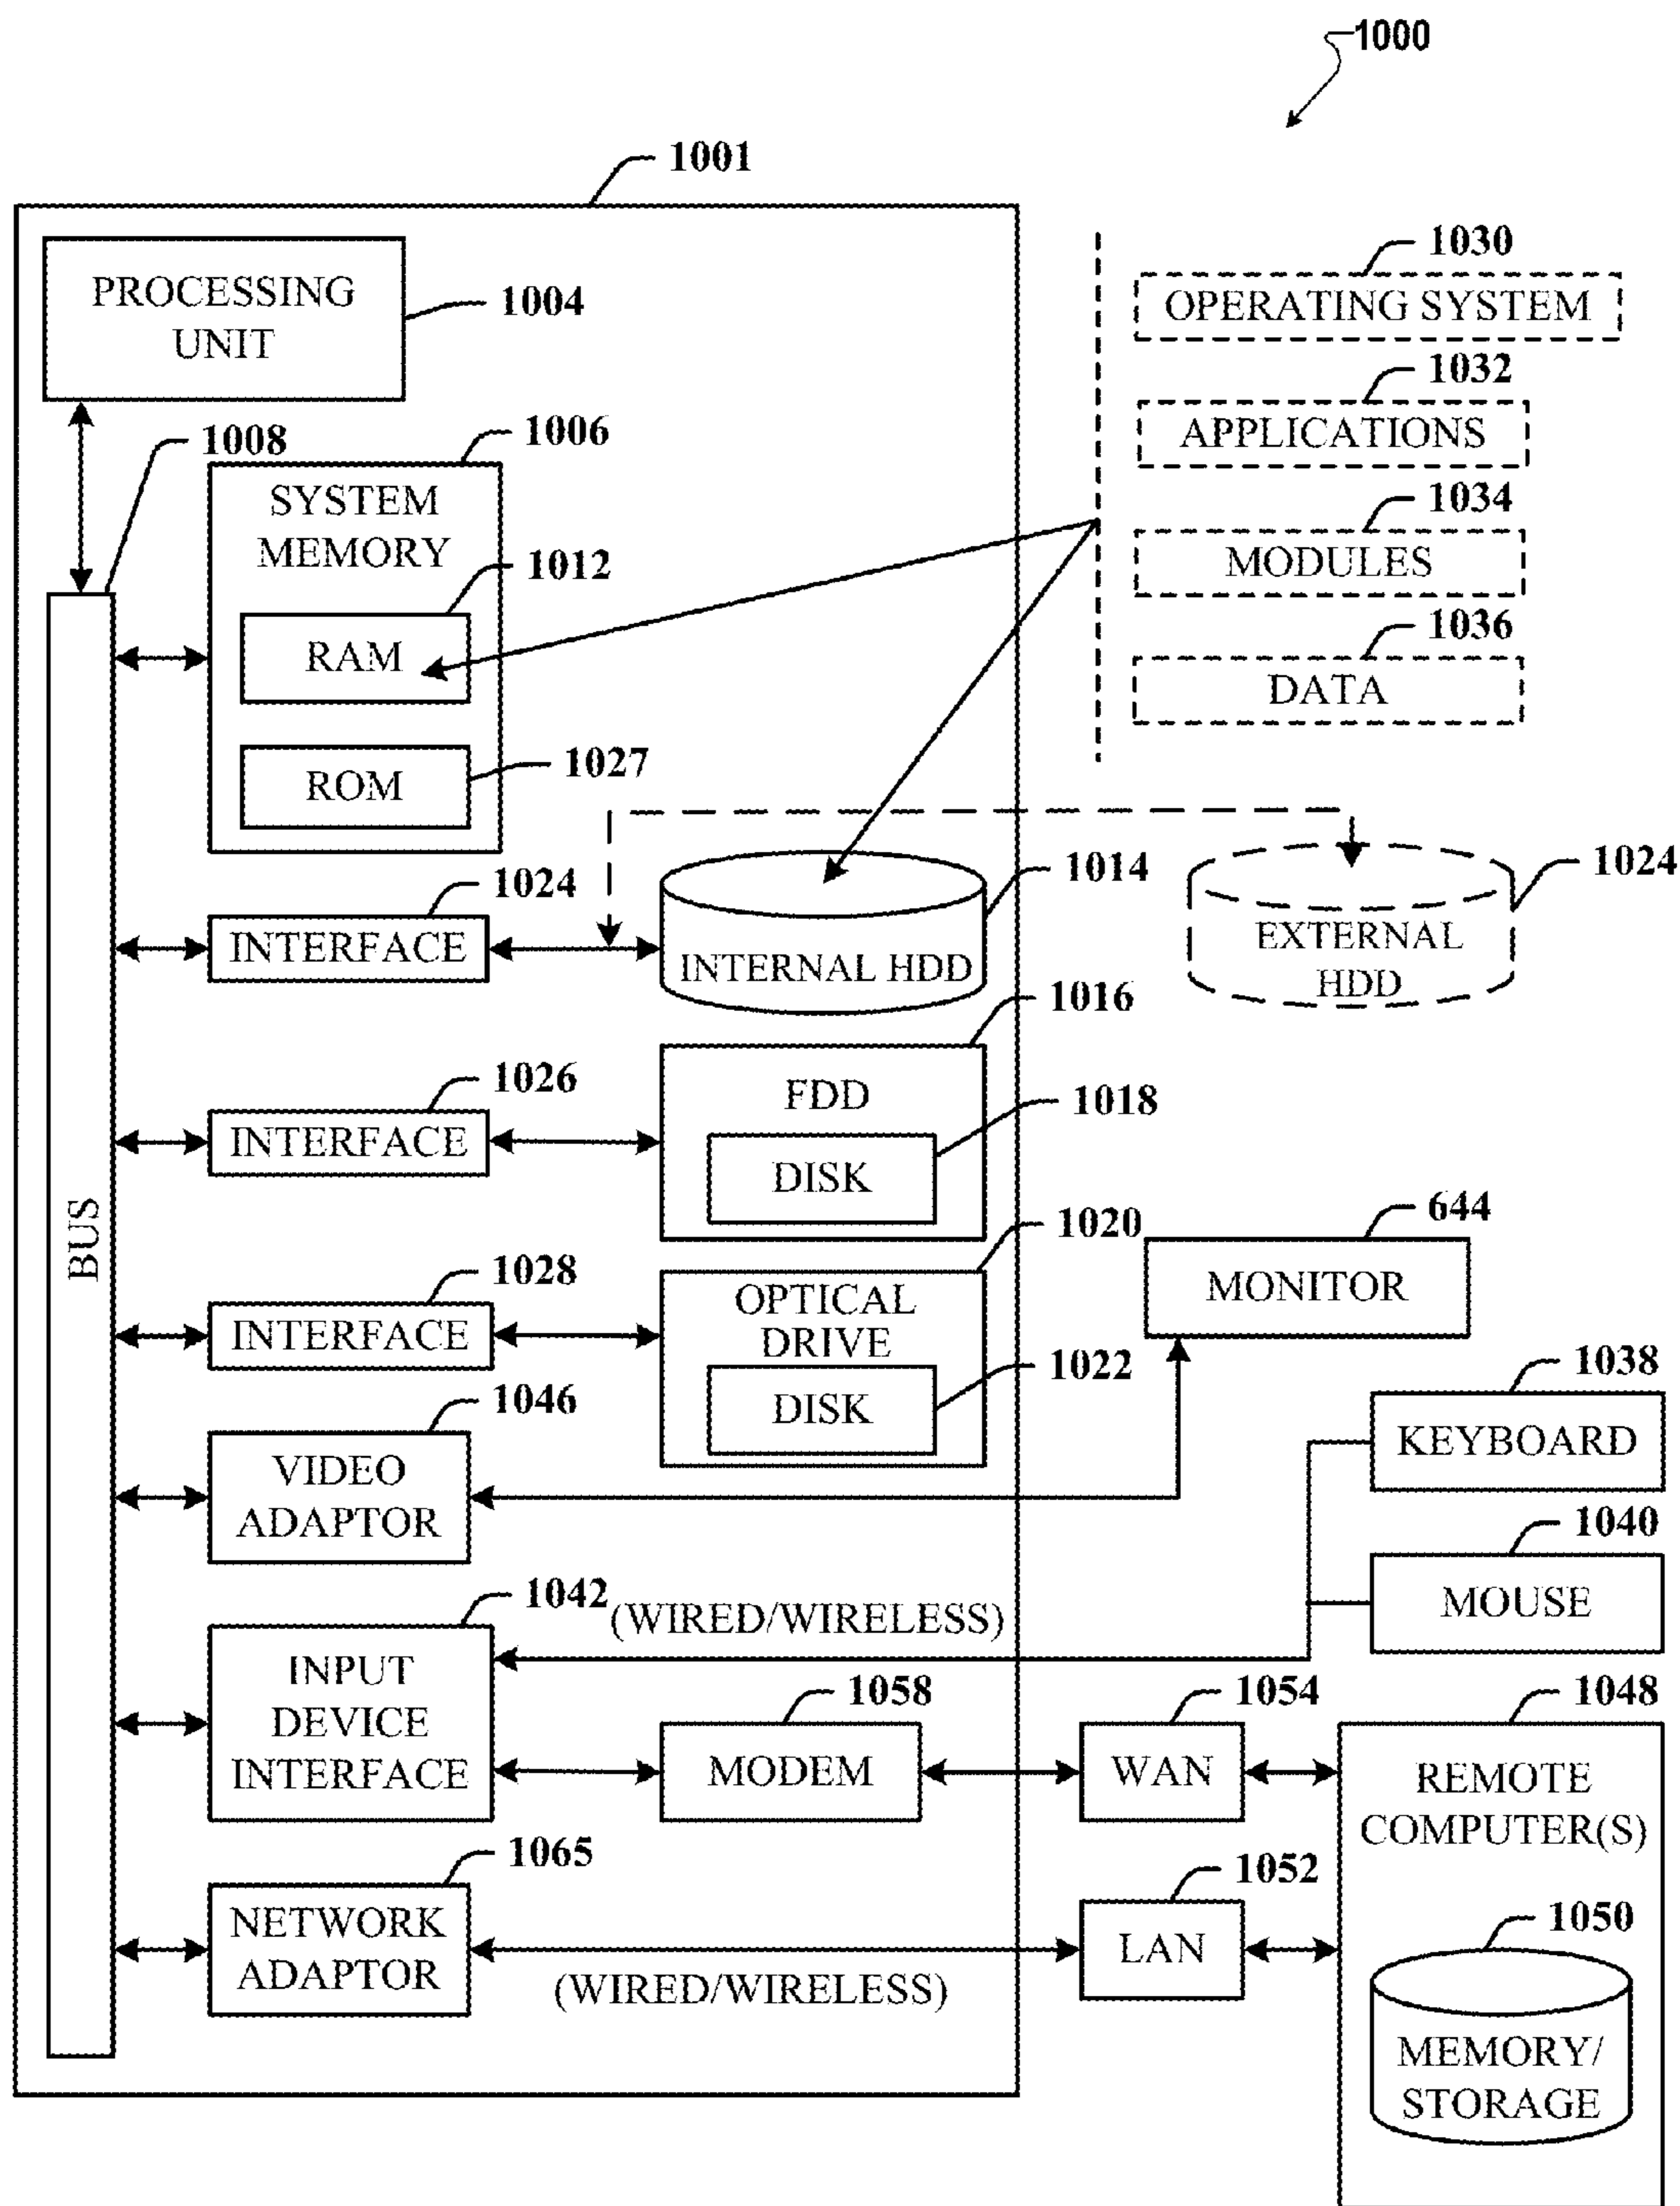 1000
1001
PROCESSING
UNIT
1004
1030
OPERATING SYSTEM
1032
APPLICATIONS
1034
MODULES
1036
DATA
1008
1006
SYSTEM
MEMORY
1012
RAM
1027
ROM
1024
INTERFACE
1014
INTERNAL HDD
1024
EXTERNAL
HDD
1026
INTERFACE
1016
FDD
1018
DISK
BUS
1028
INTERFACE
1020
OPTICAL
DRIVE
1022
DISK
644
MONITOR
1046
VIDEO
ADAPTOR
1038
KEYBOARD
1040
MOUSE
1042
(WIRED/WIRELESS)
INPUT
DEVICE
INTERFACE
1058
MODEM
1054
WAN
1048
REMOTE
COMPUTER(S)
1065
NETWORK
ADAPTOR
(WIRED/WIRELESS)
1052
LAN
1050
MEMORY/
STORAGE